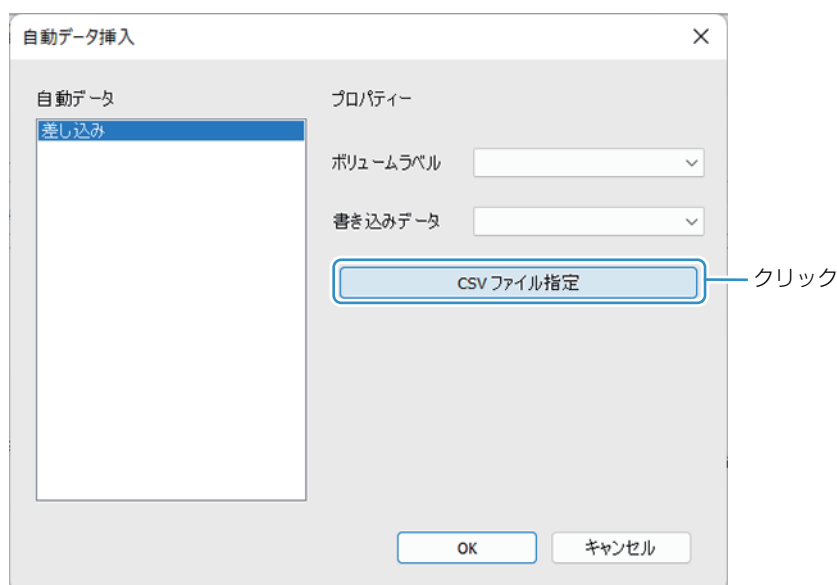 自動データ挿入
自動データ
プロパティー
差し込み
ボリュームラベル
書き込みデータ
CSV ファイル指定
クリック
OK
キャンセル